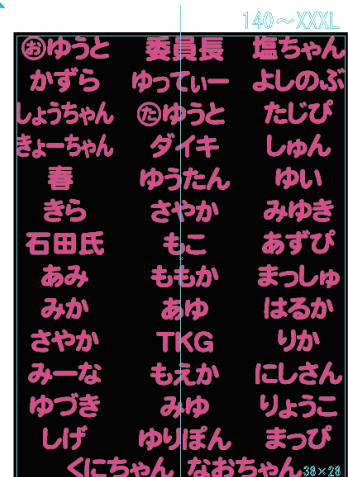 140～XXXL
㊔ゆうと 委員長 塩ちゃん
かずら ゆってぃー よしのぶ
しょうちゃん ㋟ゆうと たじぴ
きょーちゃん ダイキ しゅん
春 ゆうたん ゆい
きら さやか みゆき
石田氏 もこ あずぴ
あみ ももか まっしゅ
みか あゆ はるか
さやか TKG りか
みーな もえか にしさん
ゆづき みゆ りょうこ
しげ ゆりぽん まっぴ
くにちゃん なおちゃん
38×28